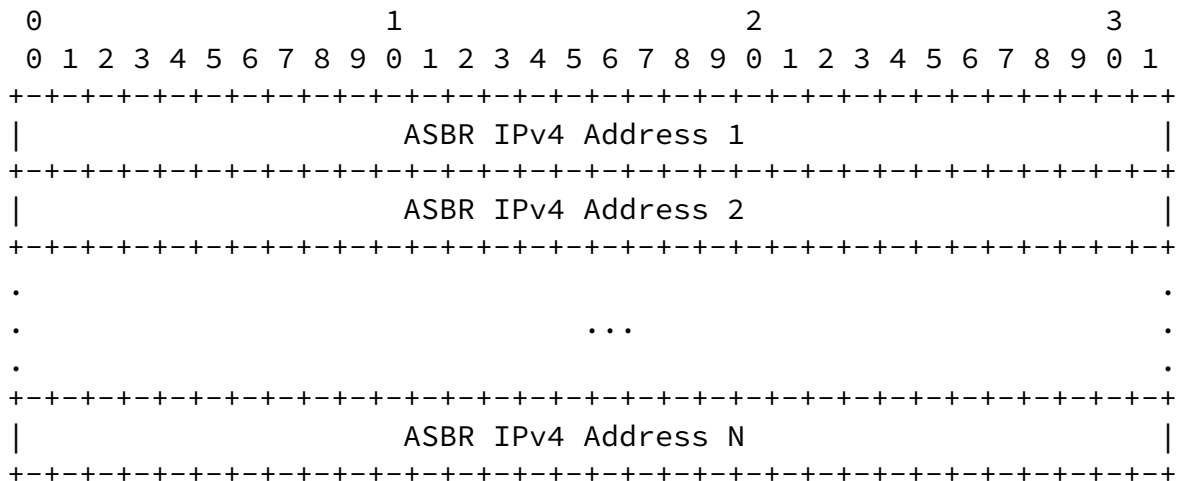 0                   1                   2                   3
 0 1 2 3 4 5 6 7 8 9 0 1 2 3 4 5 6 7 8 9 0 1 2 3 4 5 6 7 8 9 0 1
+-+-+-+-+-+-+-+-+-+-+-+-+-+-+-+-+-+-+-+-+-+-+-+-+-+-+-+-+-+-+-+-+
|                     ASBR IPv4 Address 1                       |
+-+-+-+-+-+-+-+-+-+-+-+-+-+-+-+-+-+-+-+-+-+-+-+-+-+-+-+-+-+-+-+-+
|                     ASBR IPv4 Address 2                       |
+-+-+-+-+-+-+-+-+-+-+-+-+-+-+-+-+-+-+-+-+-+-+-+-+-+-+-+-+-+-+-+-+
.                                                               .
.                               ...                             .
.                                                               .
+-+-+-+-+-+-+-+-+-+-+-+-+-+-+-+-+-+-+-+-+-+-+-+-+-+-+-+-+-+-+-+-+
|                     ASBR IPv4 Address N                       |
+-+-+-+-+-+-+-+-+-+-+-+-+-+-+-+-+-+-+-+-+-+-+-+-+-+-+-+-+-+-+-+-+